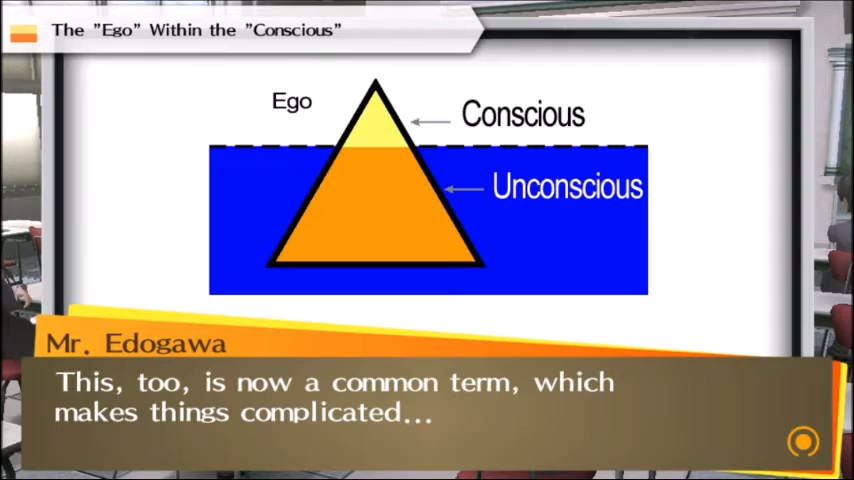 The "Ego" Within the "Conscious"
Ego
Conscious
Unconscious
Mr. Edogawa
This, too, is now a common term, which
makes things complicated...